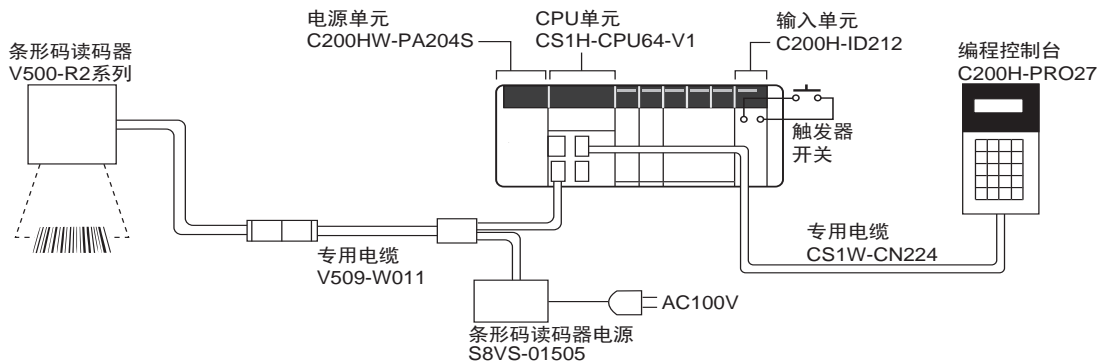 电源单元
C200HW-PA204S
CPU单元
CS1H-CPU64-V1
输入单元
C200H-ID212
条形码读码器
V500-R2系列
编程控制台
C200H-PRO27
触发器
开关
专用电缆
V509-W011
专用电缆
CS1W-CN224
AC100V
条形码读码器电源
S8VS-01505